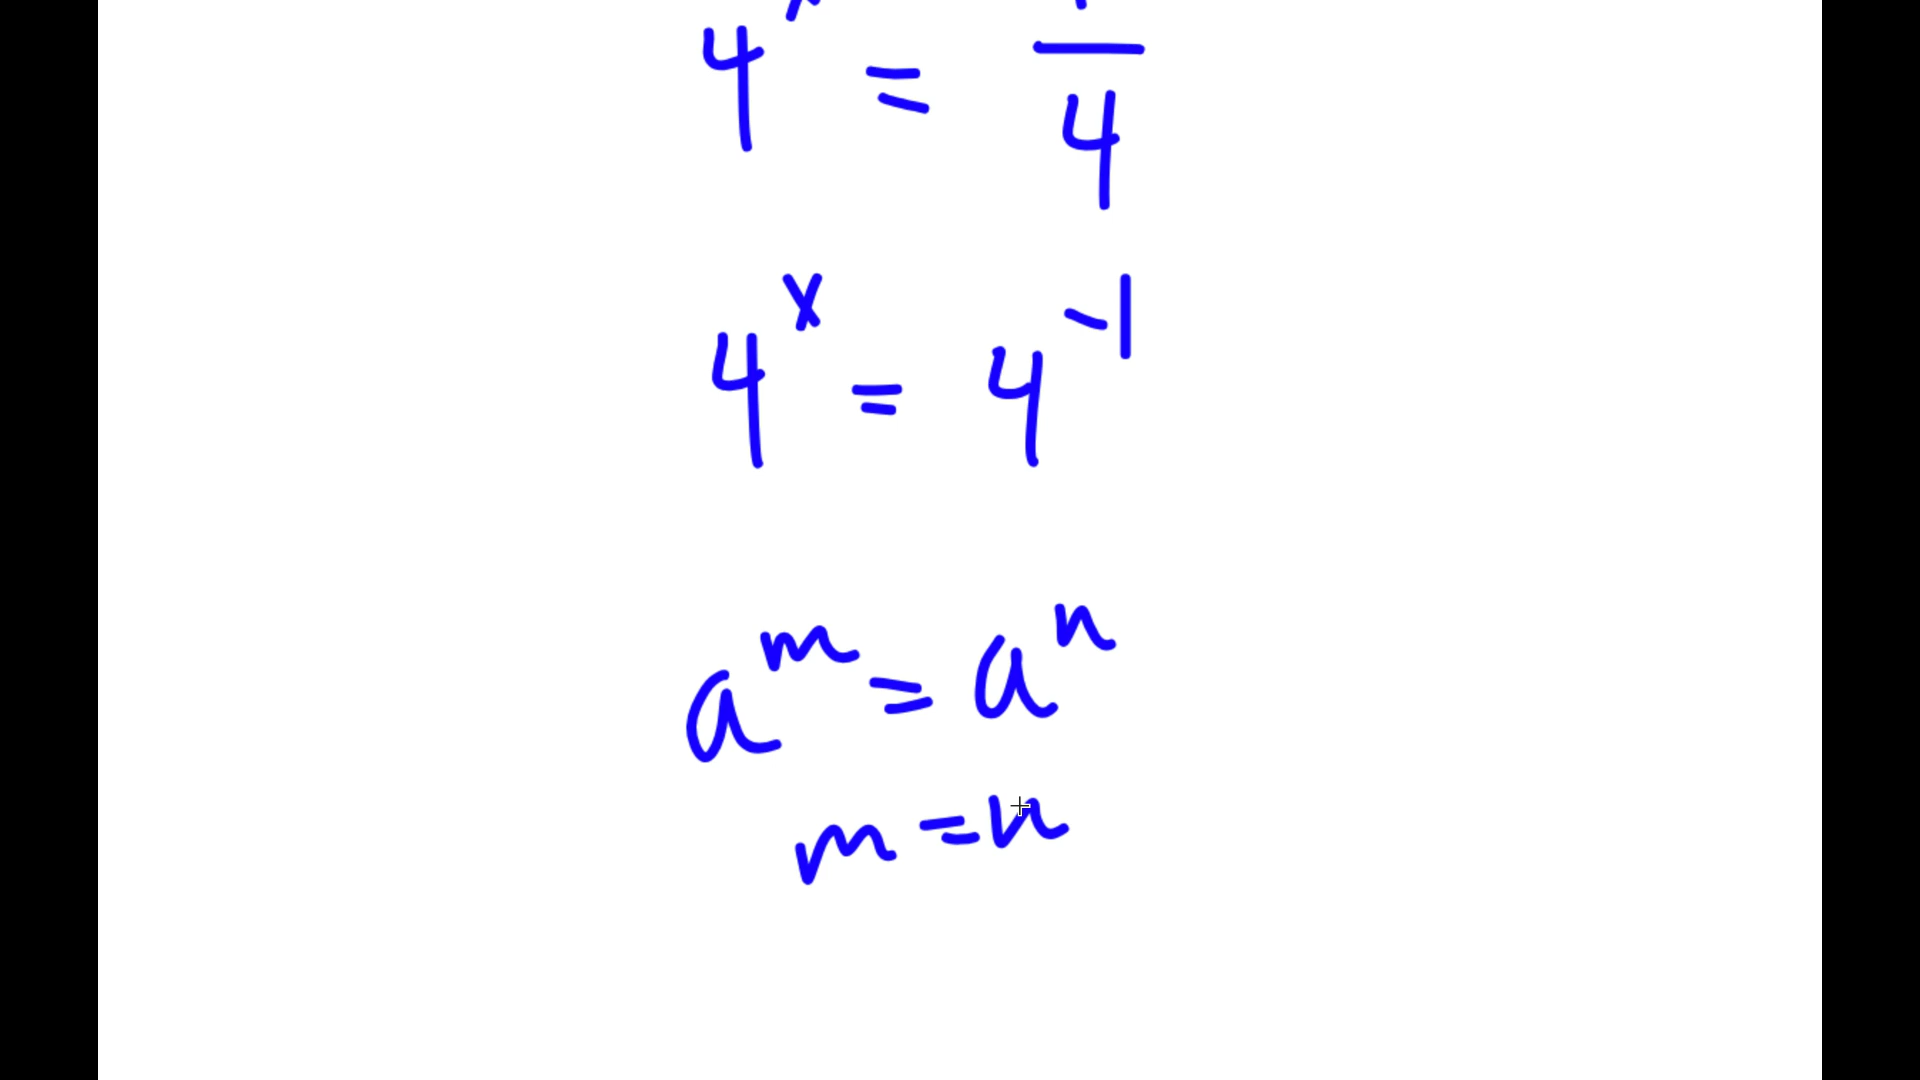 4^x = 1/4
4^x = 4^-1
a^m = a^n
m = n